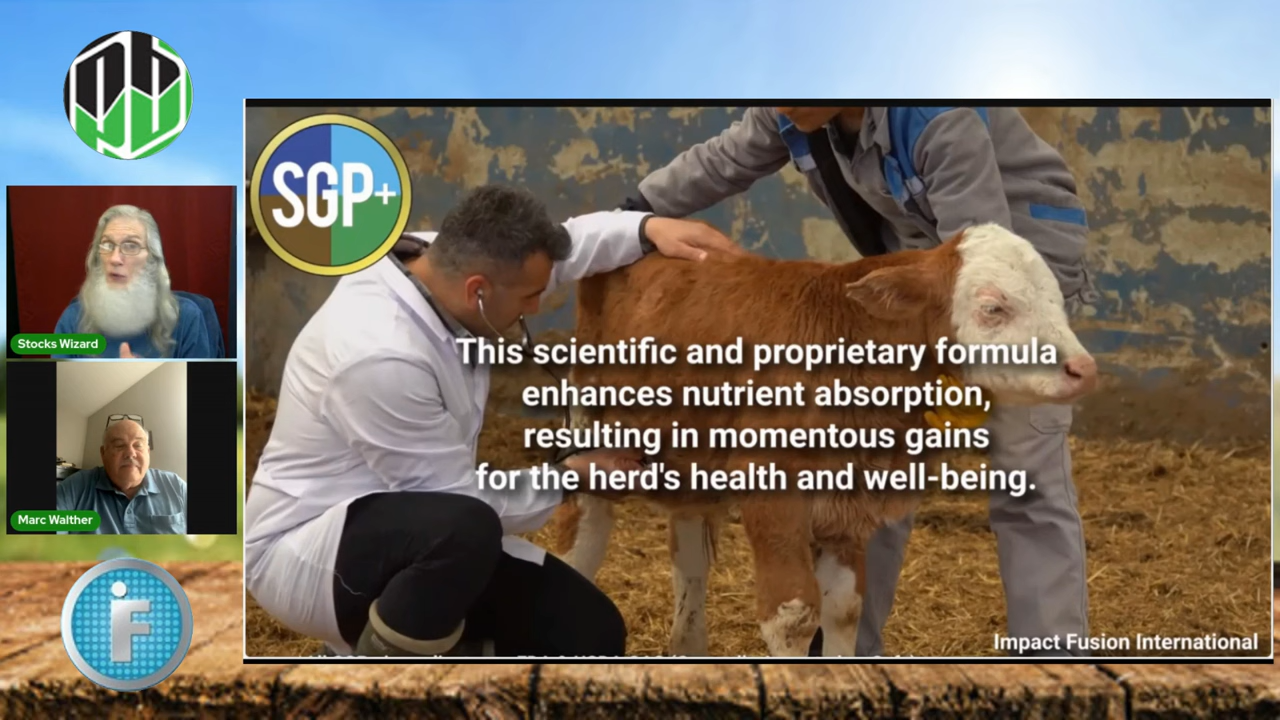 SGP+
Stocks Wizard
This scientific and proprietary formula
enhances nutrient absorption,
resulting in momentous gains
for the herd's health and well-being.
Marc Walther
iF
Impact Fusion International